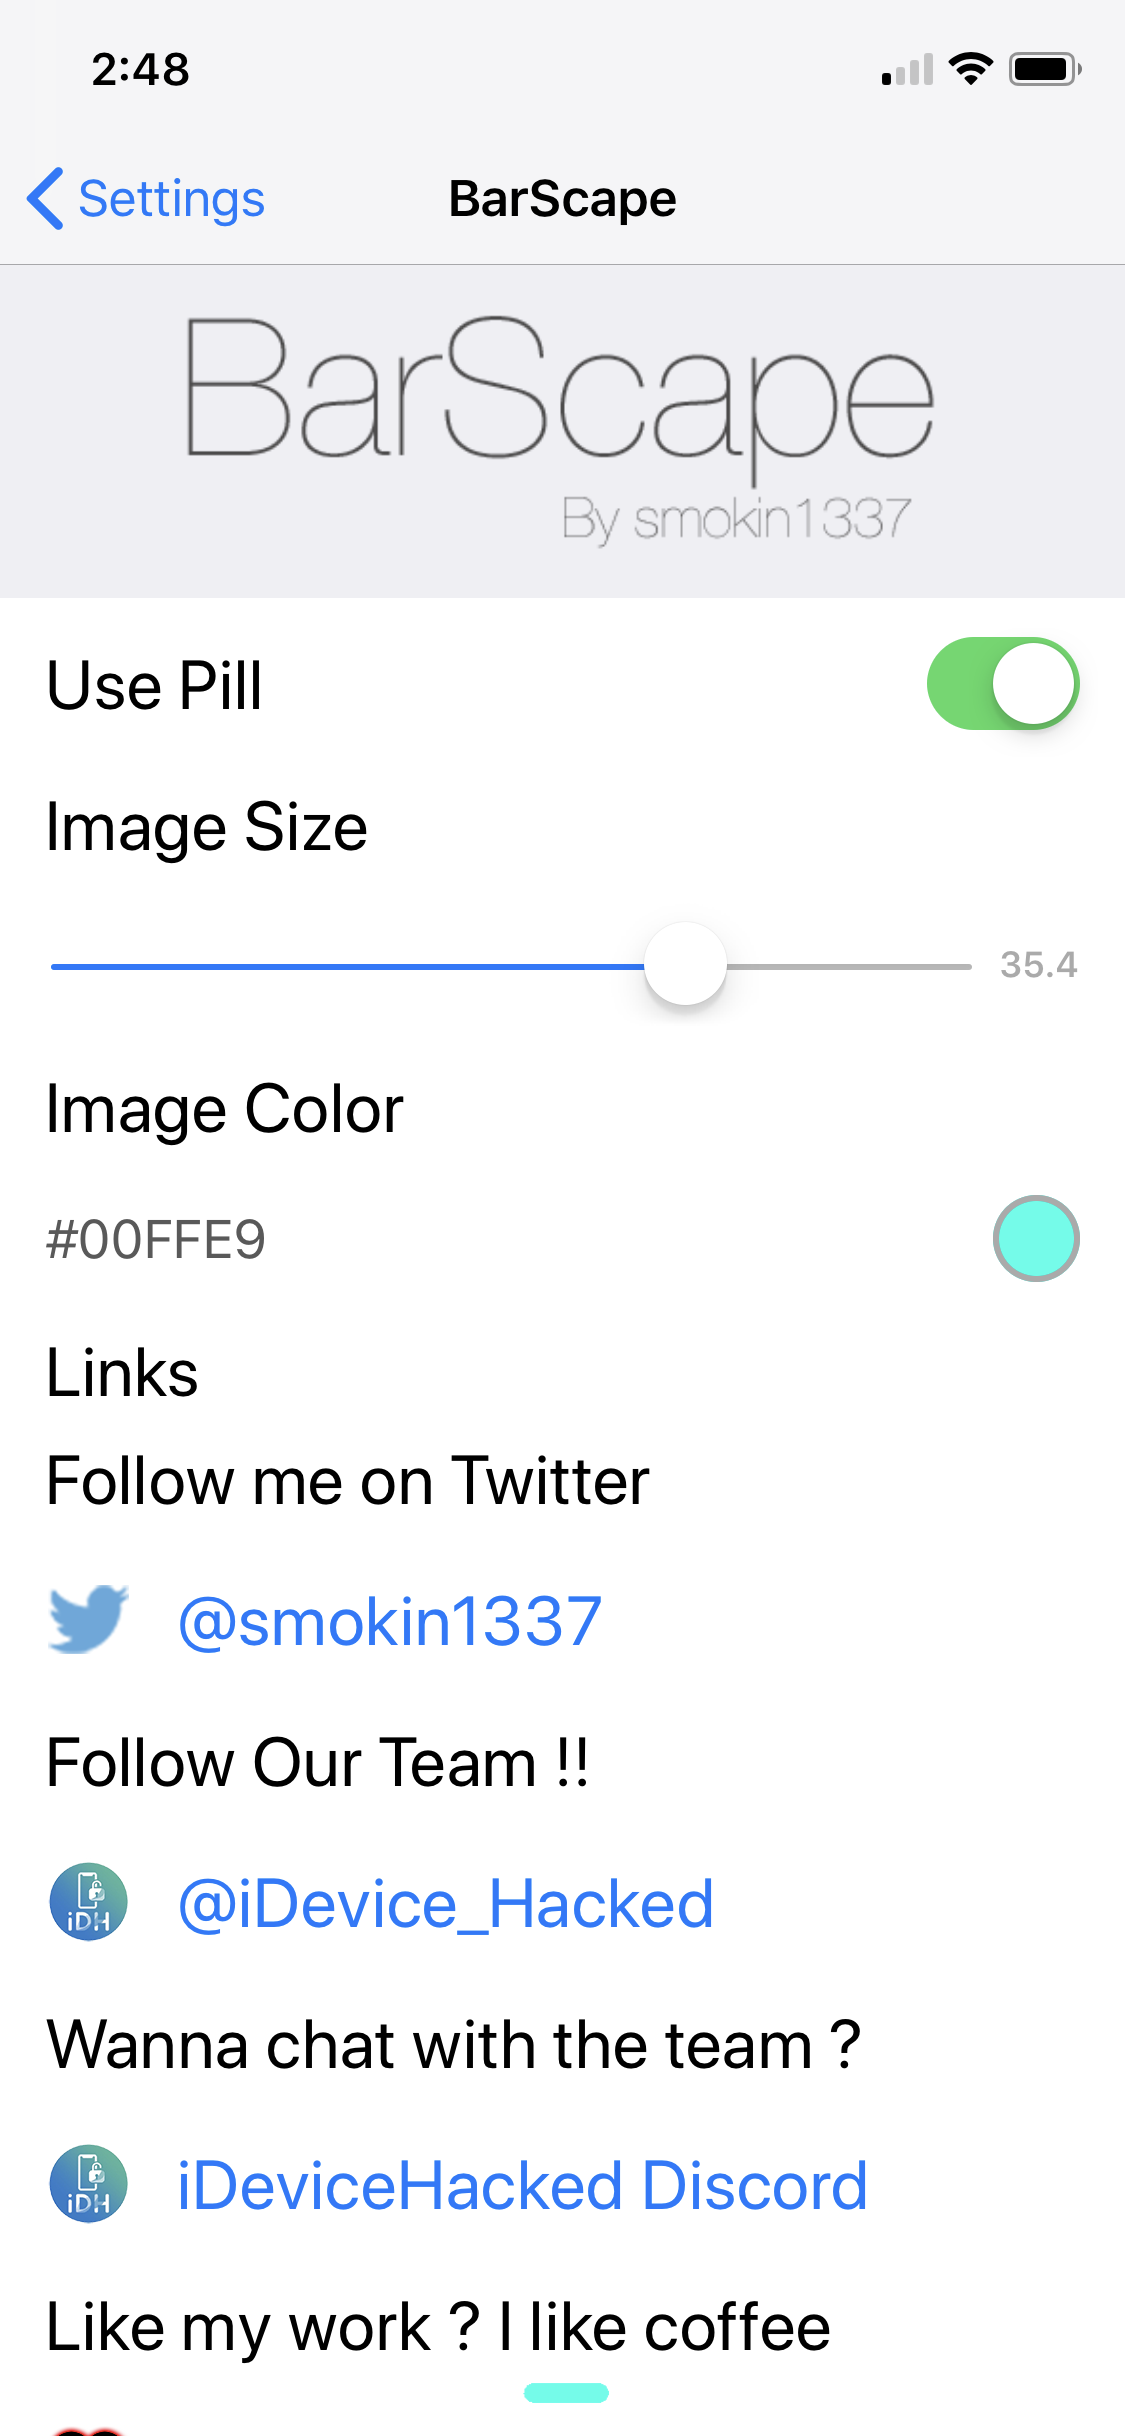 2:48
Settings
BarScape
BarScape
By smokin1337
Use Pill
Image Size
35.4
Image Color
#00FFE9
Links
Follow me on Twitter
@smokin1337
Follow Our Team !!
iDH
@iDevice_Hacked
Wanna chat with the team ?
iDH
iDeviceHacked Discord
Like my work ? I like coffee